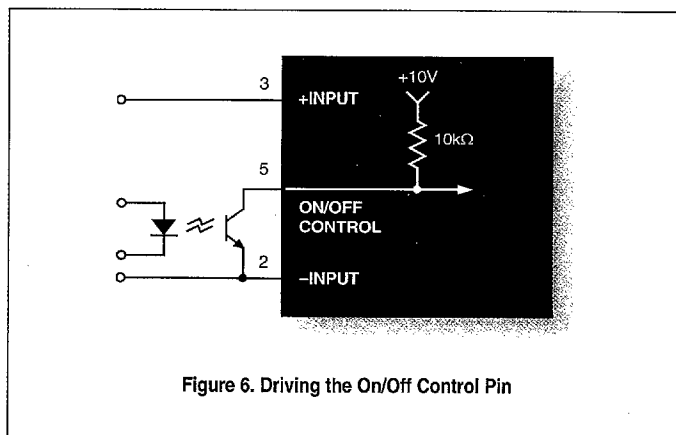 +10V
3
+INPUT
10kΩ
5
ON/OFF
CONTROL
2
–INPUT
Figure 6. Driving the On/Off Control Pin